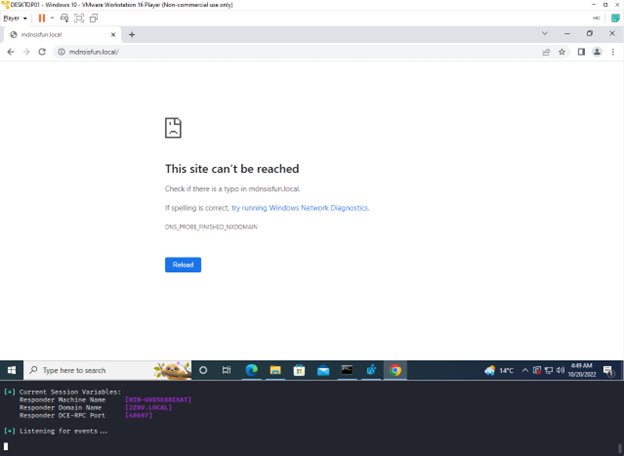 DESKTOP01 - Windows 10 - VMware Workstation 16 Player (Non-commercial use only)
Player
mdnsisfun.local
mdnsisfun.local/
This site can't be reached
Check if there is a typo in mdnsisfun.local.
If spelling is correct, try running Windows Network Diagnostics.
DNS_PROBE_FINISHED_NXDOMAIN
Reload
Type here to search
14°C
4:49 AM
10/20/2022
[+] Current Session Variables:
Responder Machine Name
Responder Domain Name [2ZRV.LOCAL]
Responder DCE-RPC Port [48697]
[+] Listening for events...